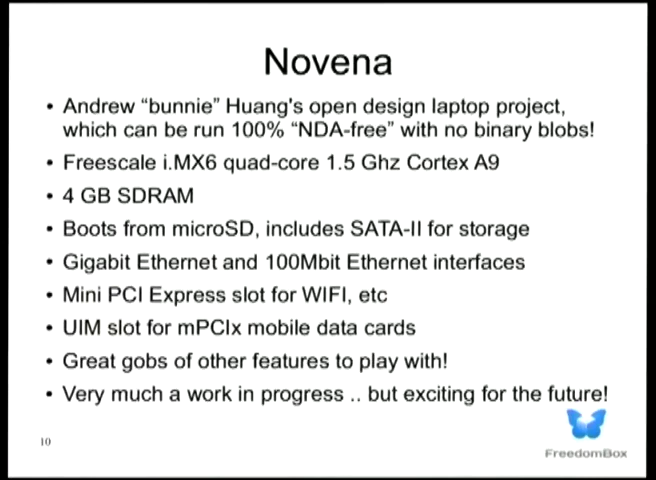 Novena
• Andrew “bunnie” Huang's open design laptop project,
which can be run 100% “NDA-free” with no binary blobs!
• Freescale i.MX6 quad-core 1.5 Ghz Cortex A9
• 4 GB SDRAM
• Boots from microSD, includes SATA-II for storage
• Gigabit Ethernet and 100Mbit Ethernet interfaces
• Mini PCI Express slot for WIFI, etc
• UIM slot for mPCIx mobile data cards
• Great gobs of other features to play with!
• Very much a work in progress .. but exciting for the future!
10
FreedomBox